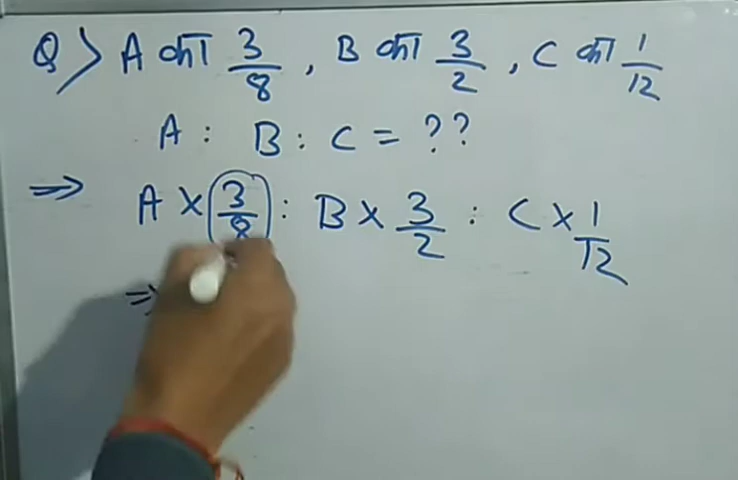 Q> A का 3/8, B का 3/2, C का 1/12
A : B : C = ??
⇒ A × 3/8 : B × 3/2 : C × 1/12
⇒